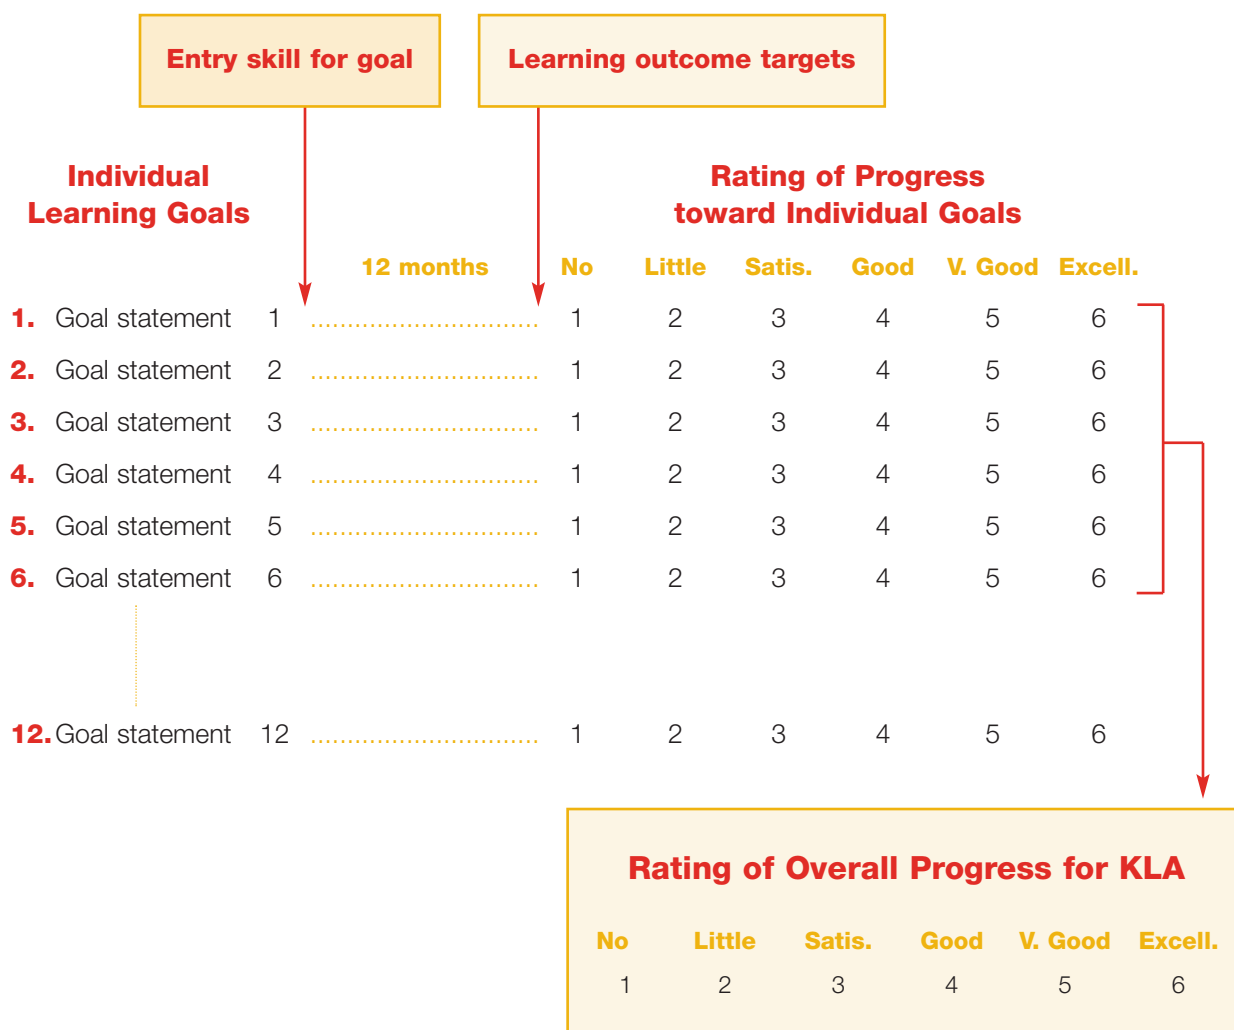 Entry skill for goal
Learning outcome targets
Individual
Learning Goals
Rating of Progress
toward Individual Goals
12 months No Little Satis. Good V. Good Excell.
1. Goal statement 1 ............................... 1 2 3 4 5 6
2. Goal statement 2 ............................... 1 2 3 4 5 6
3. Goal statement 3 ............................... 1 2 3 4 5 6
4. Goal statement 4 ............................... 1 2 3 4 5 6
5. Goal statement 5 ............................... 1 2 3 4 5 6
6. Goal statement 6 ............................... 1 2 3 4 5 6
12. Goal statement 12 ............................... 1 2 3 4 5 6
Rating of Overall Progress for KLA
No Little Satis. Good V. Good Excell.
1 2 3 4 5 6